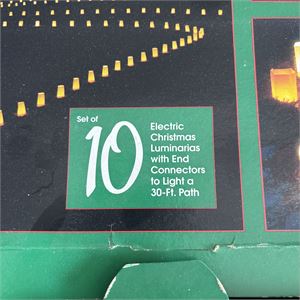 Set of
10
Electric
Christmas
Luminarias
with End
Connectors
to Light a
30-Ft. Path